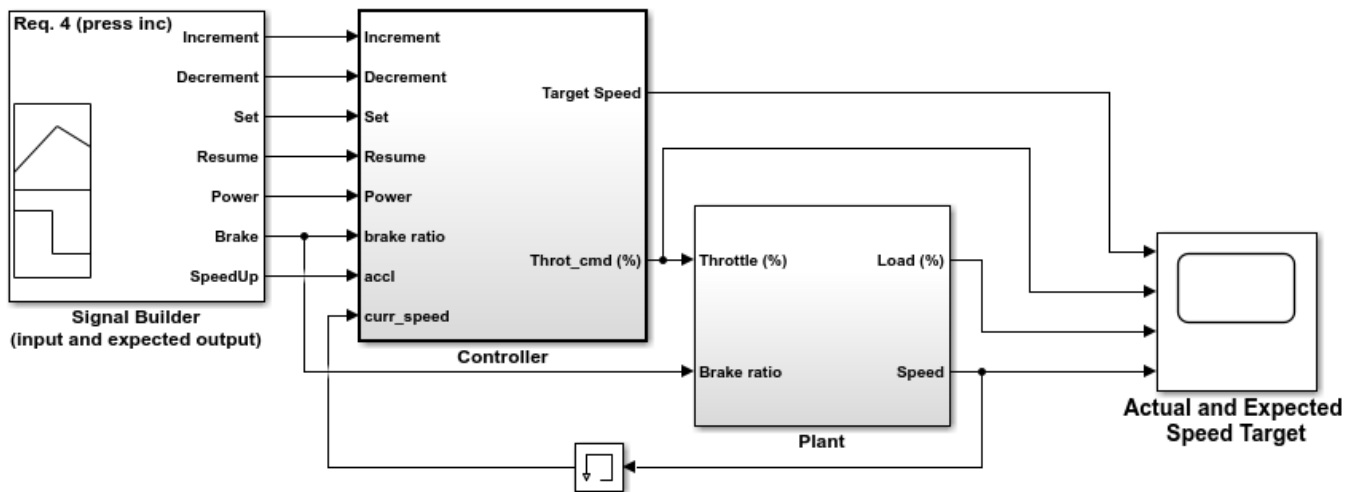 Req. 4 (press inc)
Increment
Decrement
Set
Resume
Power
Brake
SpeedUp
Signal Builder
(input and expected output)
Increment
Decrement
Set
Resume
Power
brake ratio
accl
curr_speed
Target Speed
Throt_cmd (%)
Controller
Throttle (%)
Brake ratio
Load (%)
Speed
Plant
Actual and Expected
Speed Target